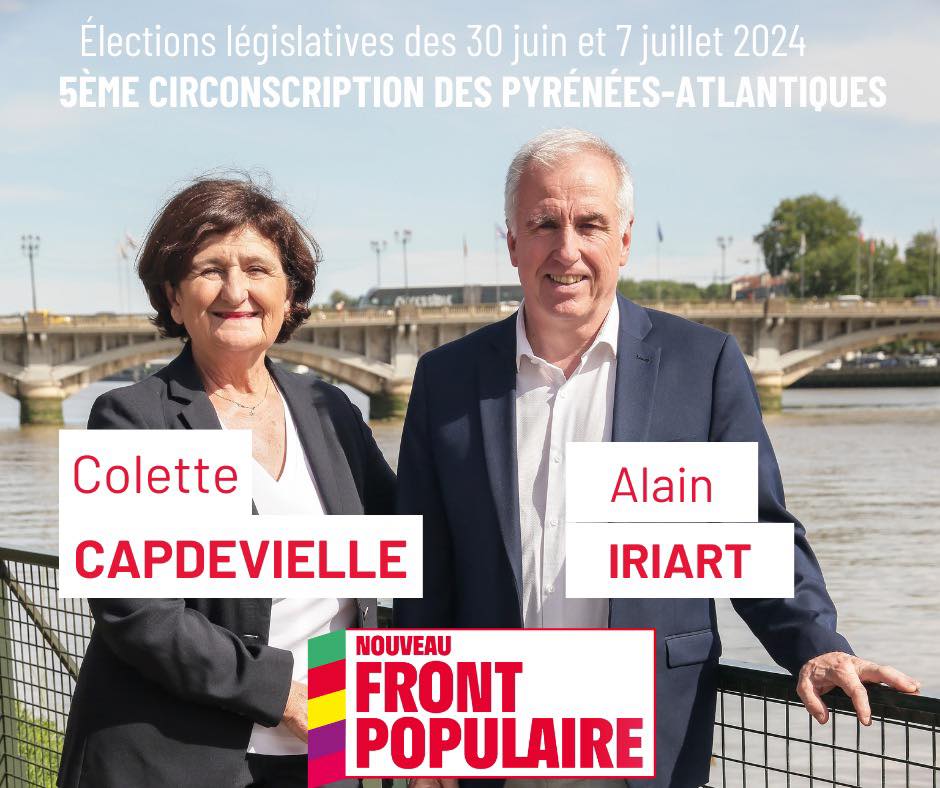 Élections législatives des 30 juin et 7 juillet 2024
5ÈME CIRCONSCRIPTION DES PYRÉNÉES-ATLANTIQUES
Colette
CAPDEVIELLE
Alain
IRIART
NOUVEAU
FRONT
POPULAIRE